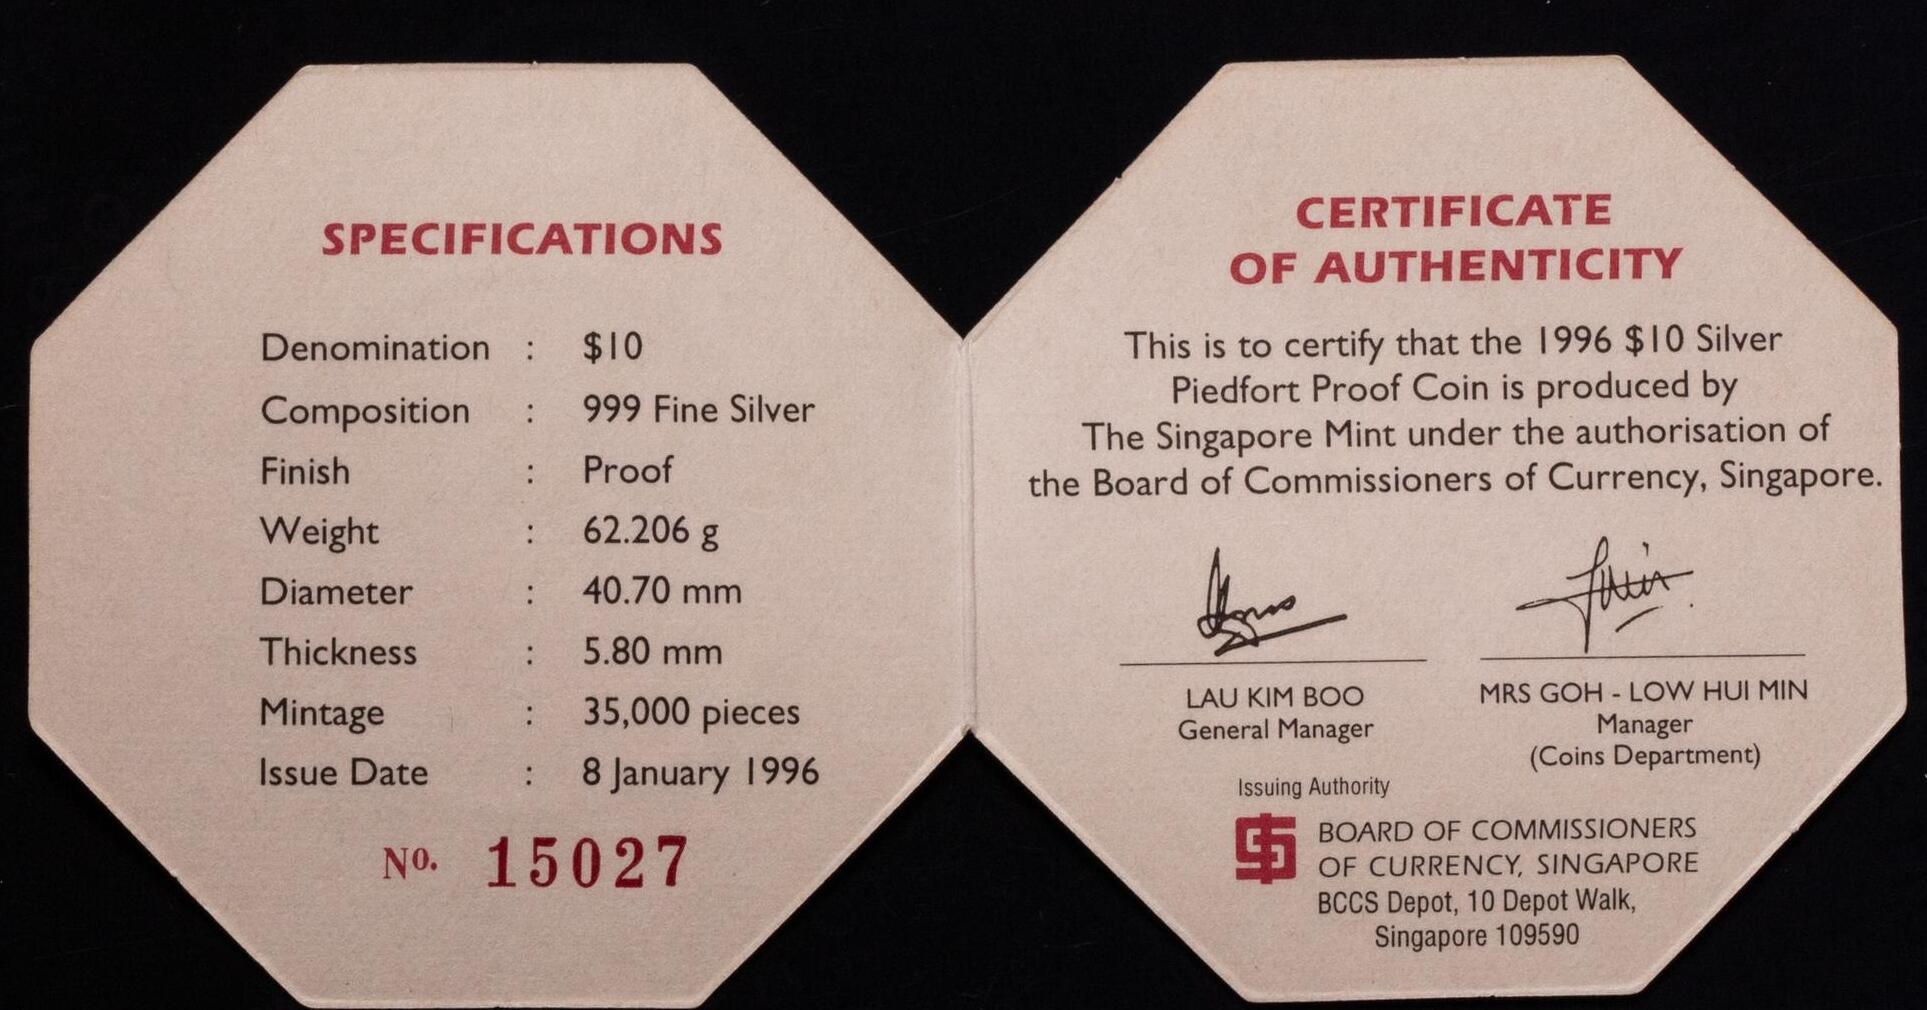 SPECIFICATIONS
Denomination : $10
Composition : 999 Fine Silver
Finish : Proof
Weight : 62.206 g
Diameter : 40.70 mm
Thickness : 5.80 mm
Mintage : 35,000 pieces
Issue Date : 8 January 1996
No. 15027
CERTIFICATE
OF AUTHENTICITY
This is to certify that the 1996 $10 Silver
Piedfort Proof Coin is produced by
The Singapore Mint under the authorisation of
the Board of Commissioners of Currency, Singapore.
LAU KIM BOO
General Manager
MRS GOH - LOW HUI MIN
Manager
(Coins Department)
Issuing Authority
BOARD OF COMMISSIONERS
OF CURRENCY, SINGAPORE
BCCS Depot, 10 Depot Walk,
Singapore 109590